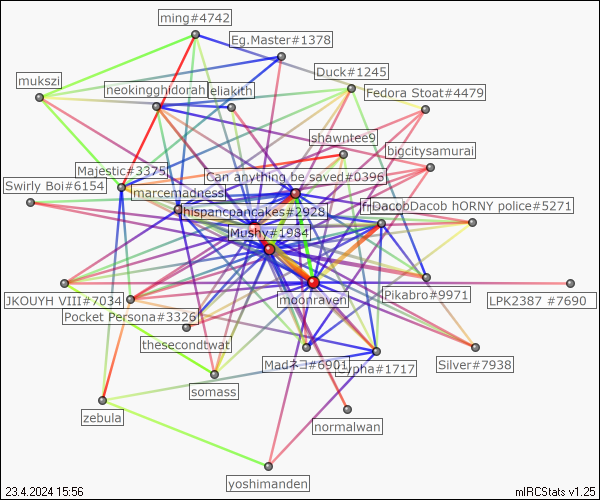 ming#4742
Eg.Master#1378
Duck#1245
mukszi
neokingghidorah
eliakith
Fedora Stoat#4479
shawntee9
bigcitysamurai
Majestic#3375
Can anything be saved#0396
Swirly Boi#6154
marcemadness
hispancpancakes#2928
DacobDacob hORNY police#5271
Mushy#1984
JKOUYH VIII#7034
moonraven
Pikabro#9971
LPK2387 #7690
Pocket Persona#3326
thesecondtwat
Madネコ#6901
ypha#1717
Silver#7938
somass
zebula
normalwan
yoshimanden
23.4.2024 15:56
mIRCStats v1.25